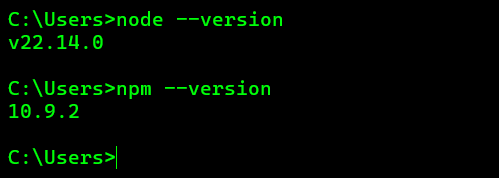 C:\Users>node --version
v22.14.0
C:\Users>npm --version
10.9.2
C:\Users>